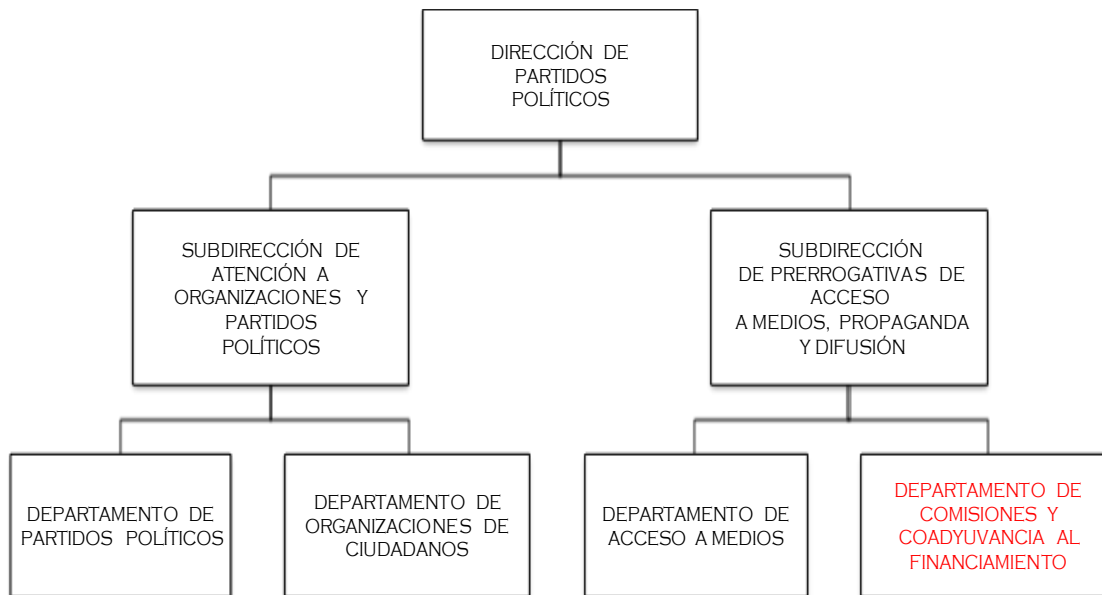 DIRECCIÓN DE
PARTIDOS
POLÍTICOS
SUBDIRECCIÓN DE
ATENCIÓN A
ORGANIZACIONES Y
PARTIDOS
POLÍTICOS
SUBDIRECCIÓN
DE PRERROGATIVAS DE
ACCESO
A MEDIOS, PROPAGANDA
Y DIFUSIÓN
DEPARTAMENTO DE
PARTIDOS POLÍTICOS
DEPARTAMENTO DE
ORGANIZACIONES DE
CIUDADANOS
DEPARTAMENTO DE
ACCESO A MEDIOS
DEPARTAMENTO DE
COMISIONES Y
COADYUVANCIA AL
FINANCIAMIENTO